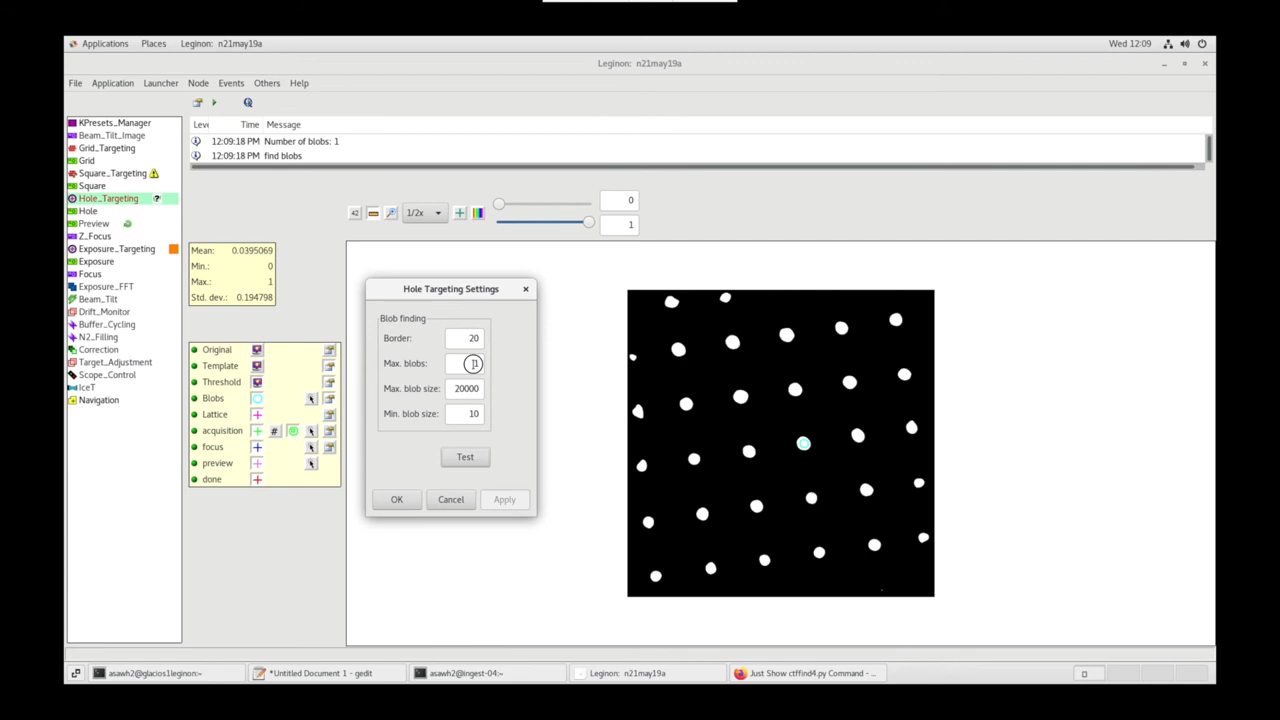 Applications Places Leginon: n21may19a Wed 12:09
Leginon: n21may19a
File Application Launcher Node Events Others Help
KPresets_Manager
Beam_Tilt_Image
Grid_Targeting
Grid
Square_Targeting
Square
Hole_Targeting ?
Hole
Preview
Z_Focus
Exposure_Targeting
Exposure
Focus
Exposure_FFT
Beam_Tilt
Drift_Monitor
Buffer_Cycling
N2_Filling
Correction
Target_Adjustment
Scope_Control
IceT
Navigation
Leve Time Message
12:09:18 PM Number of blobs: 1
12:09:18 PM find blobs
42 1/2x 0
1
Mean: 0.0395069
Min.: 0
Max.: 1
Std. dev.: 0.194798
Original
Template
Threshold
Blobs
Lattice
acquisition #
focus
preview
done
Hole Targeting Settings
Blob finding
Border: 20
Max. blobs: 1
Max. blob size: 20000
Min. blob size: 10
Test
OK Cancel Apply
asawh2@glacios1leginon:~ *Untitled Document 1 - gedit asawh2@ingest-04:~ Leginon: n21may19a Just Show ctffind4.py Command - ...